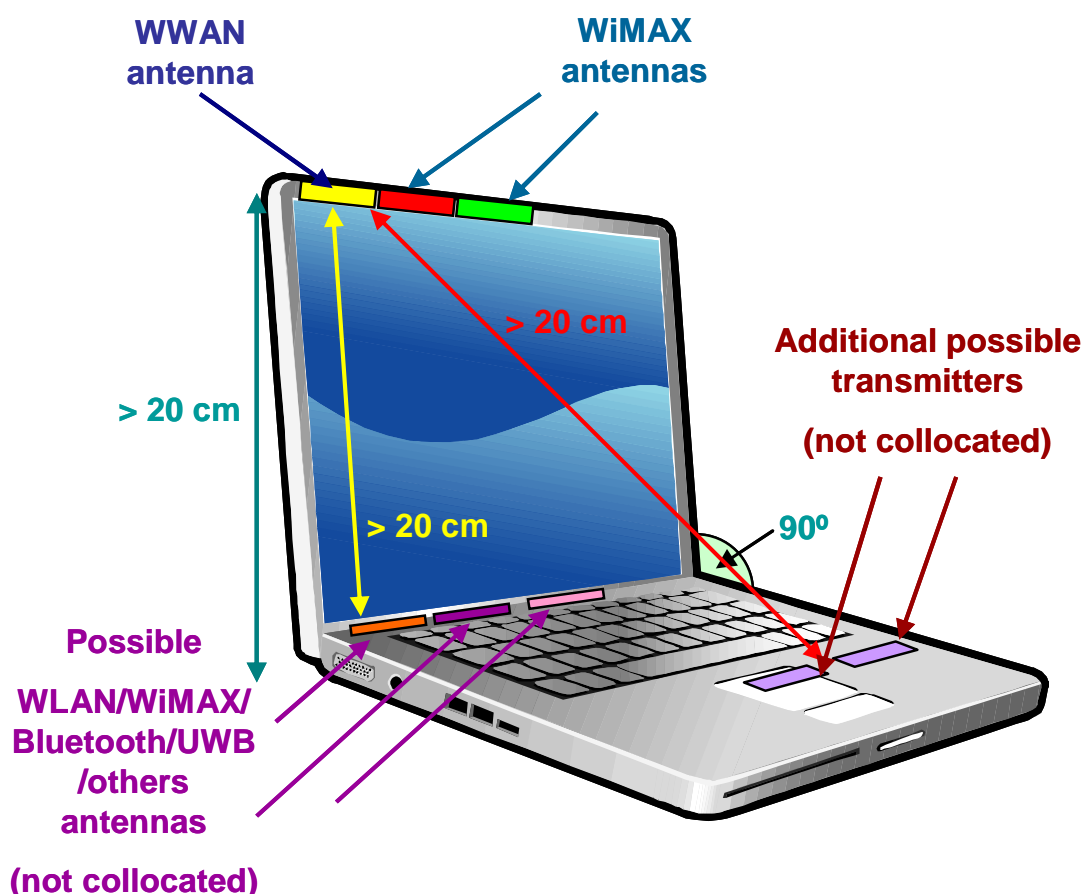 WWAN
antenna
WiMAX
antennas
> 20 cm
Additional possible
transmitters
(not collocated)
> 20 cm
> 20 cm
90º
Possible
WLAN/WiMAX/
Bluetooth/UWB
/others
antennas
(not collocated)